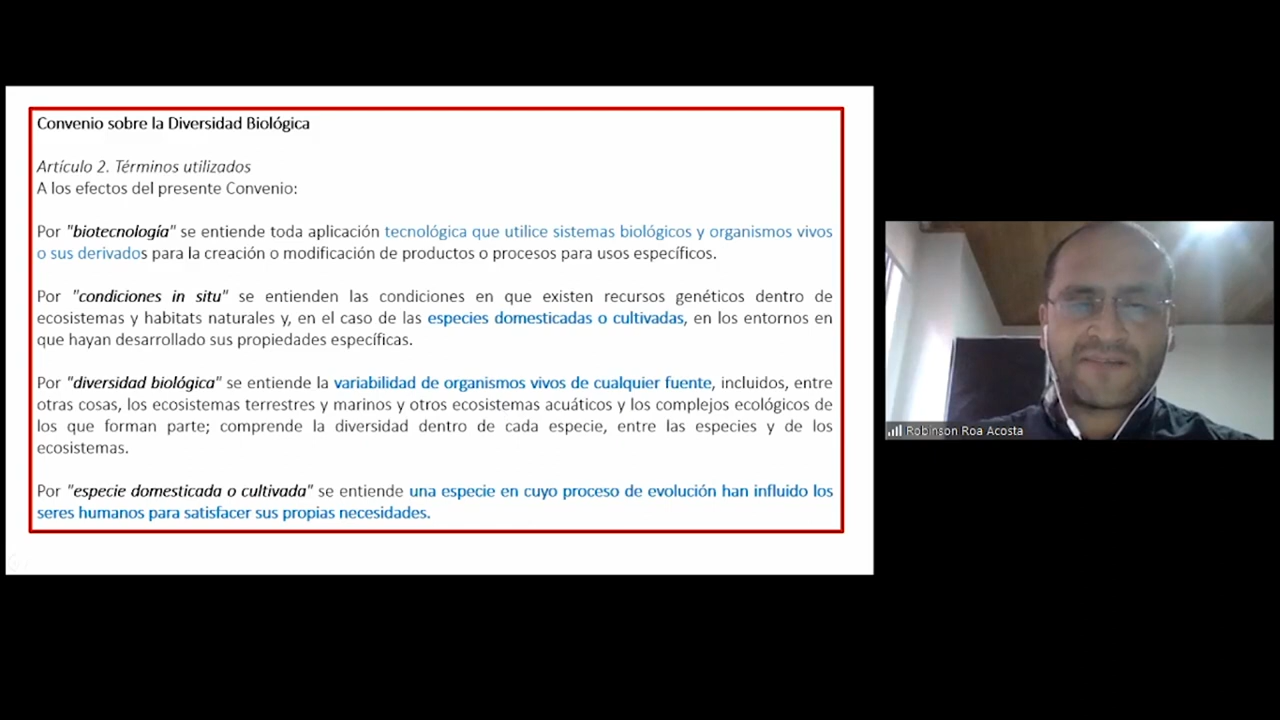 Convenio sobre la Diversidad Biológica
Artículo 2. Términos utilizados
A los efectos del presente Convenio:
Por "biotecnología" se entiende toda aplicación tecnológica que utilice sistemas biológicos y organismos vivos
o sus derivados para la creación o modificación de productos o procesos para usos específicos.
Por "condiciones in situ" se entienden las condiciones en que existen recursos genéticos dentro de
ecosistemas y habitats naturales y, en el caso de las especies domesticadas o cultivadas, en los entornos en
que hayan desarrollado sus propiedades específicas.
Por "diversidad biológica" se entiende la variabilidad de organismos vivos de cualquier fuente, incluidos, entre
otras cosas, los ecosistemas terrestres y marinos y otros ecosistemas acuáticos y los complejos ecológicos de
los que forman parte; comprende la diversidad dentro de cada especie, entre las especies y de los
ecosistemas.
Por "especie domesticada o cultivada" se entiende una especie en cuyo proceso de evolución han influido los
seres humanos para satisfacer sus propias necesidades.
Robinson Roa Acosta